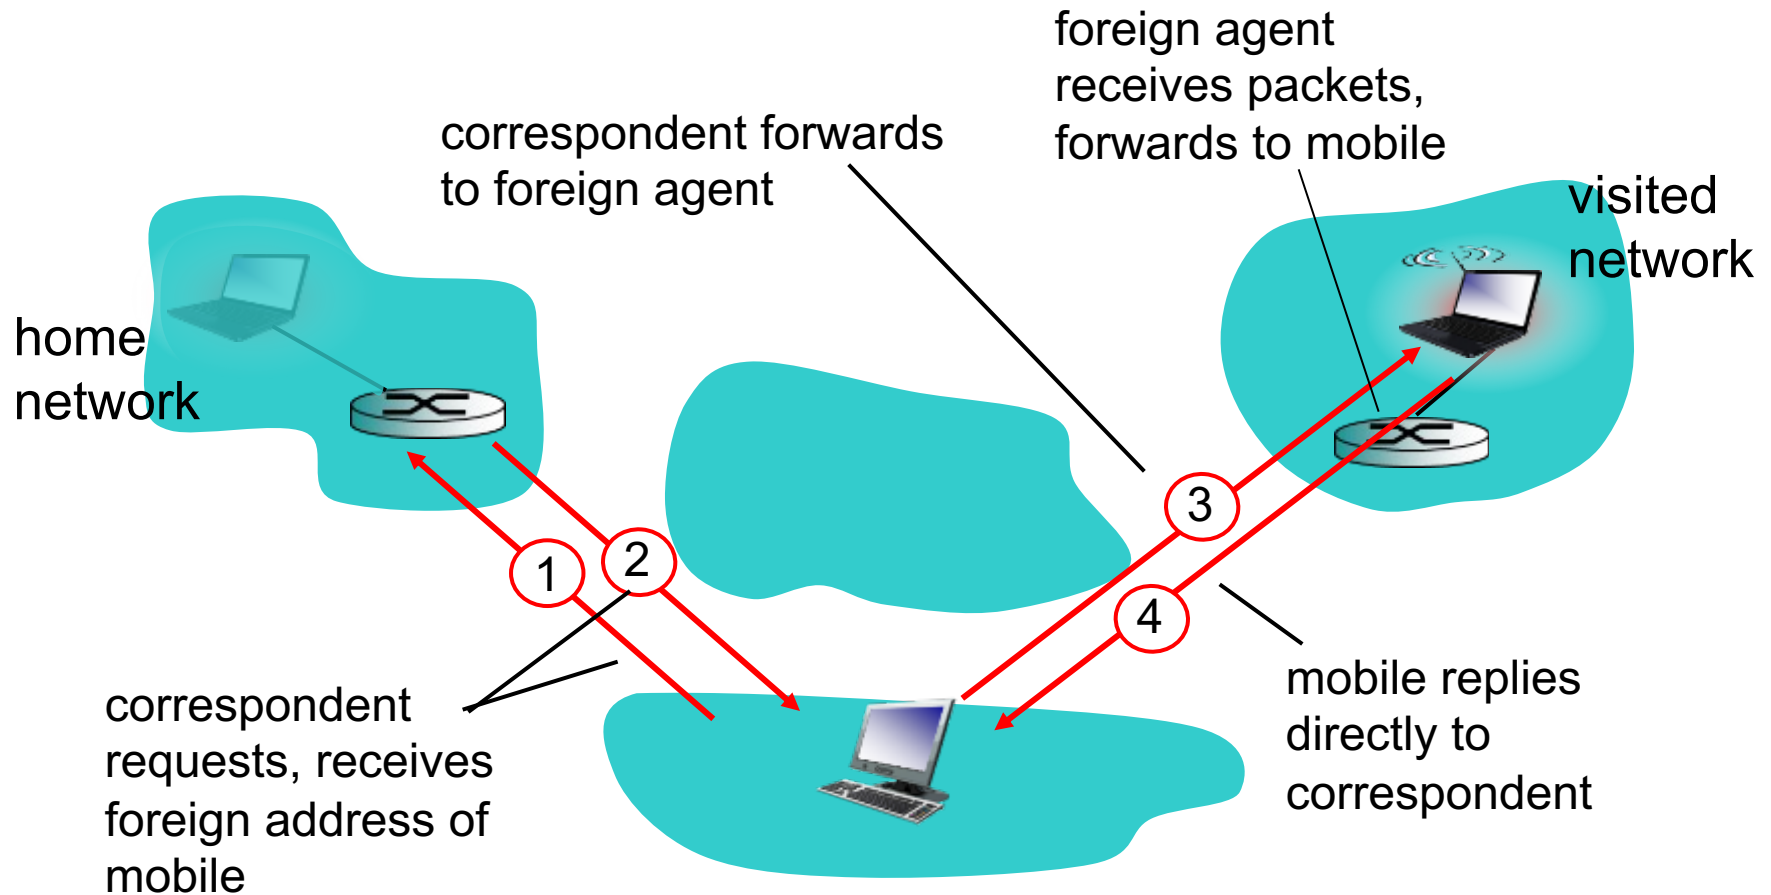 foreign agent
receives packets,
forwards to mobile
correspondent forwards
to foreign agent
visited
network
home
network
3
2
1
4
correspondent
requests, receives
foreign address of
mobile
mobile replies
directly to
correspondent